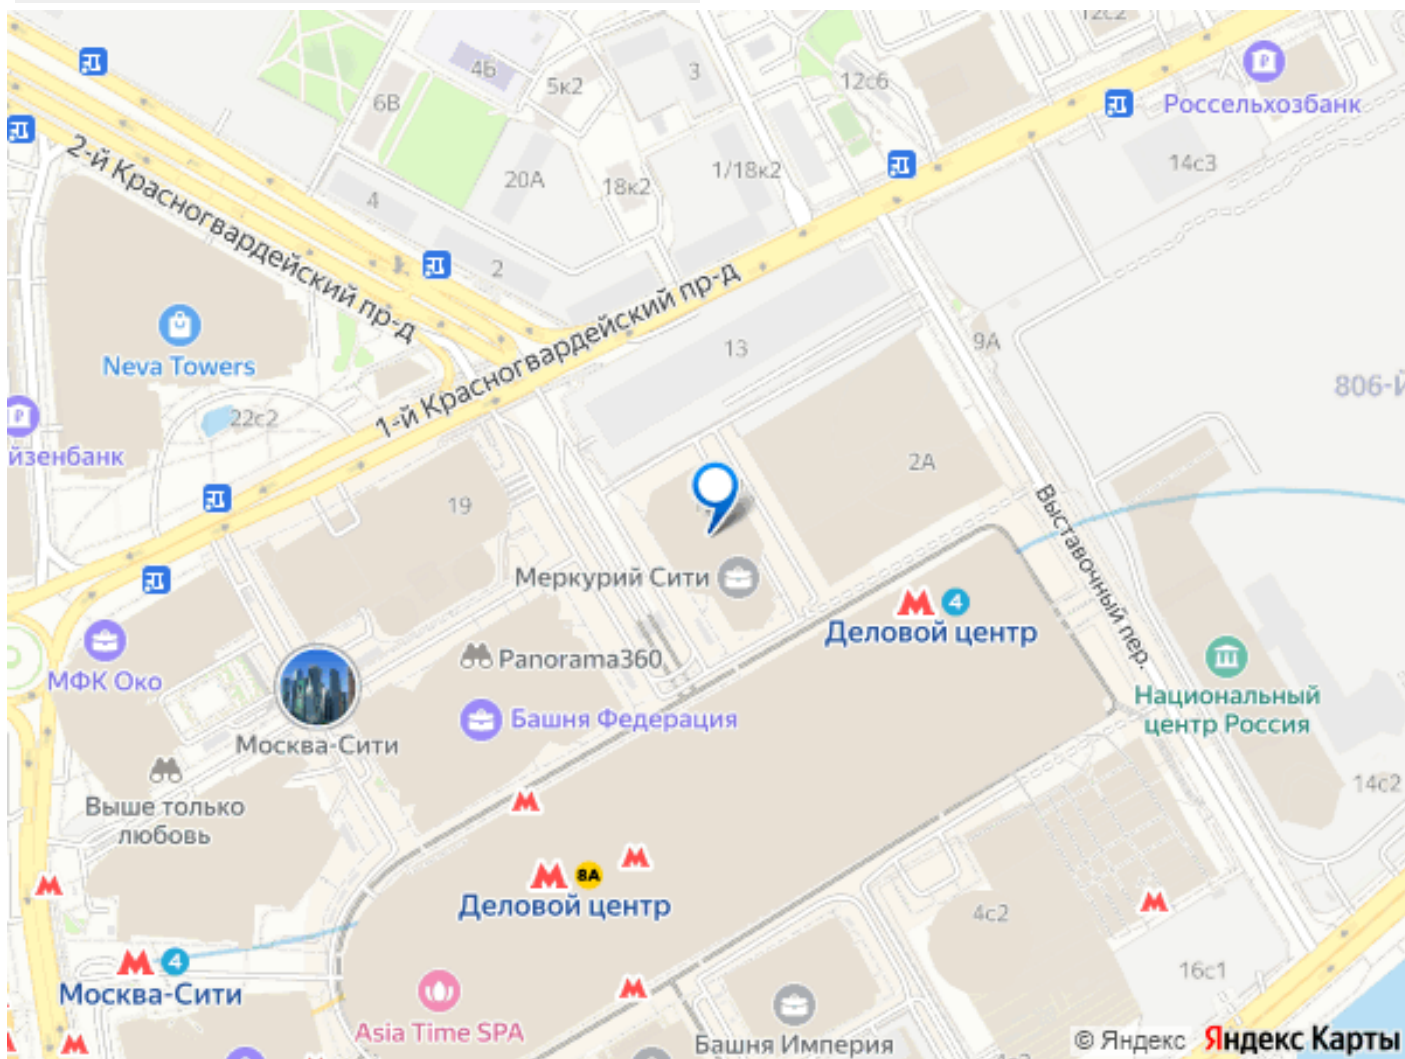 12с2
4Б
3
5к2
12с6
6В
Россельхозбанк
2-й Красногвардейский пр-д
20А
18к2
1/18к2
14с3
4
2
1-й Красногвардейский пр-д
13
9А
Neva Towers
22с2
806-Й
йзенбанк
2А
19
Выставочный пер.
Меркурий Сити
4
Деловой центр
Panorama360
МФК Око
Национальный
центр Россия
Башня Федерация
Москва-Сити
14с2
Выше только
любовь
8А
Деловой центр
4с2
4
Москва-Сити
16с1
Asia Time SPA
Башня Империя
© Яндекс Яндекс Карты